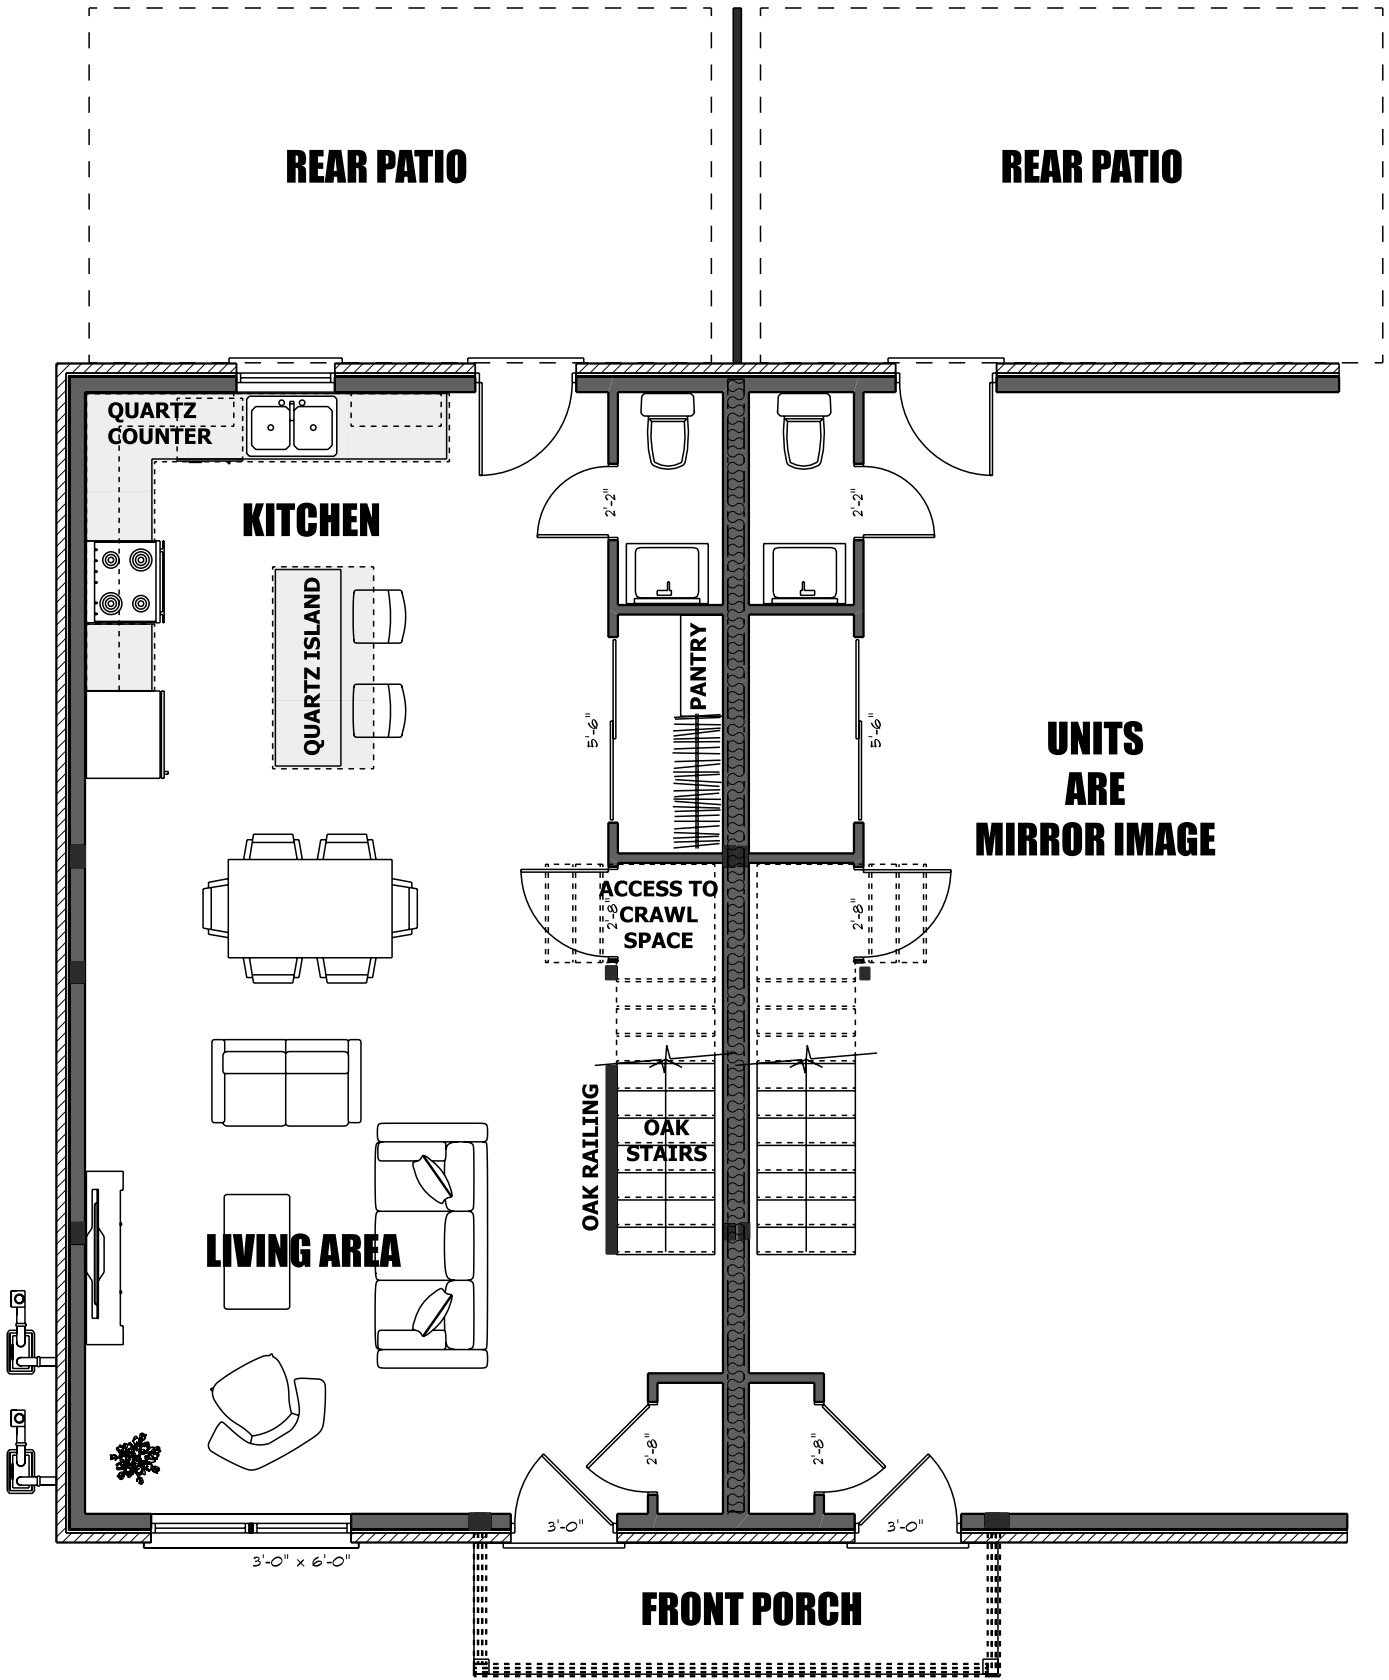 REAR PATIO
REAR PATIO
QUARTZ
COUNTER
KITCHEN
2'-2"
2'-2"
QUARTZ ISLAND
PANTRY
5'-6"
5'-6"
UNITS
ARE
MIRROR IMAGE
ACCESS TO
CRAWL
SPACE
2'-8"
2'-8"
OAK RAILING
OAK
STAIRS
LIVING AREA
2'-8"
2'-8"
3'-0"
3'-0"
3'-0" x 6'-0"
FRONT PORCH